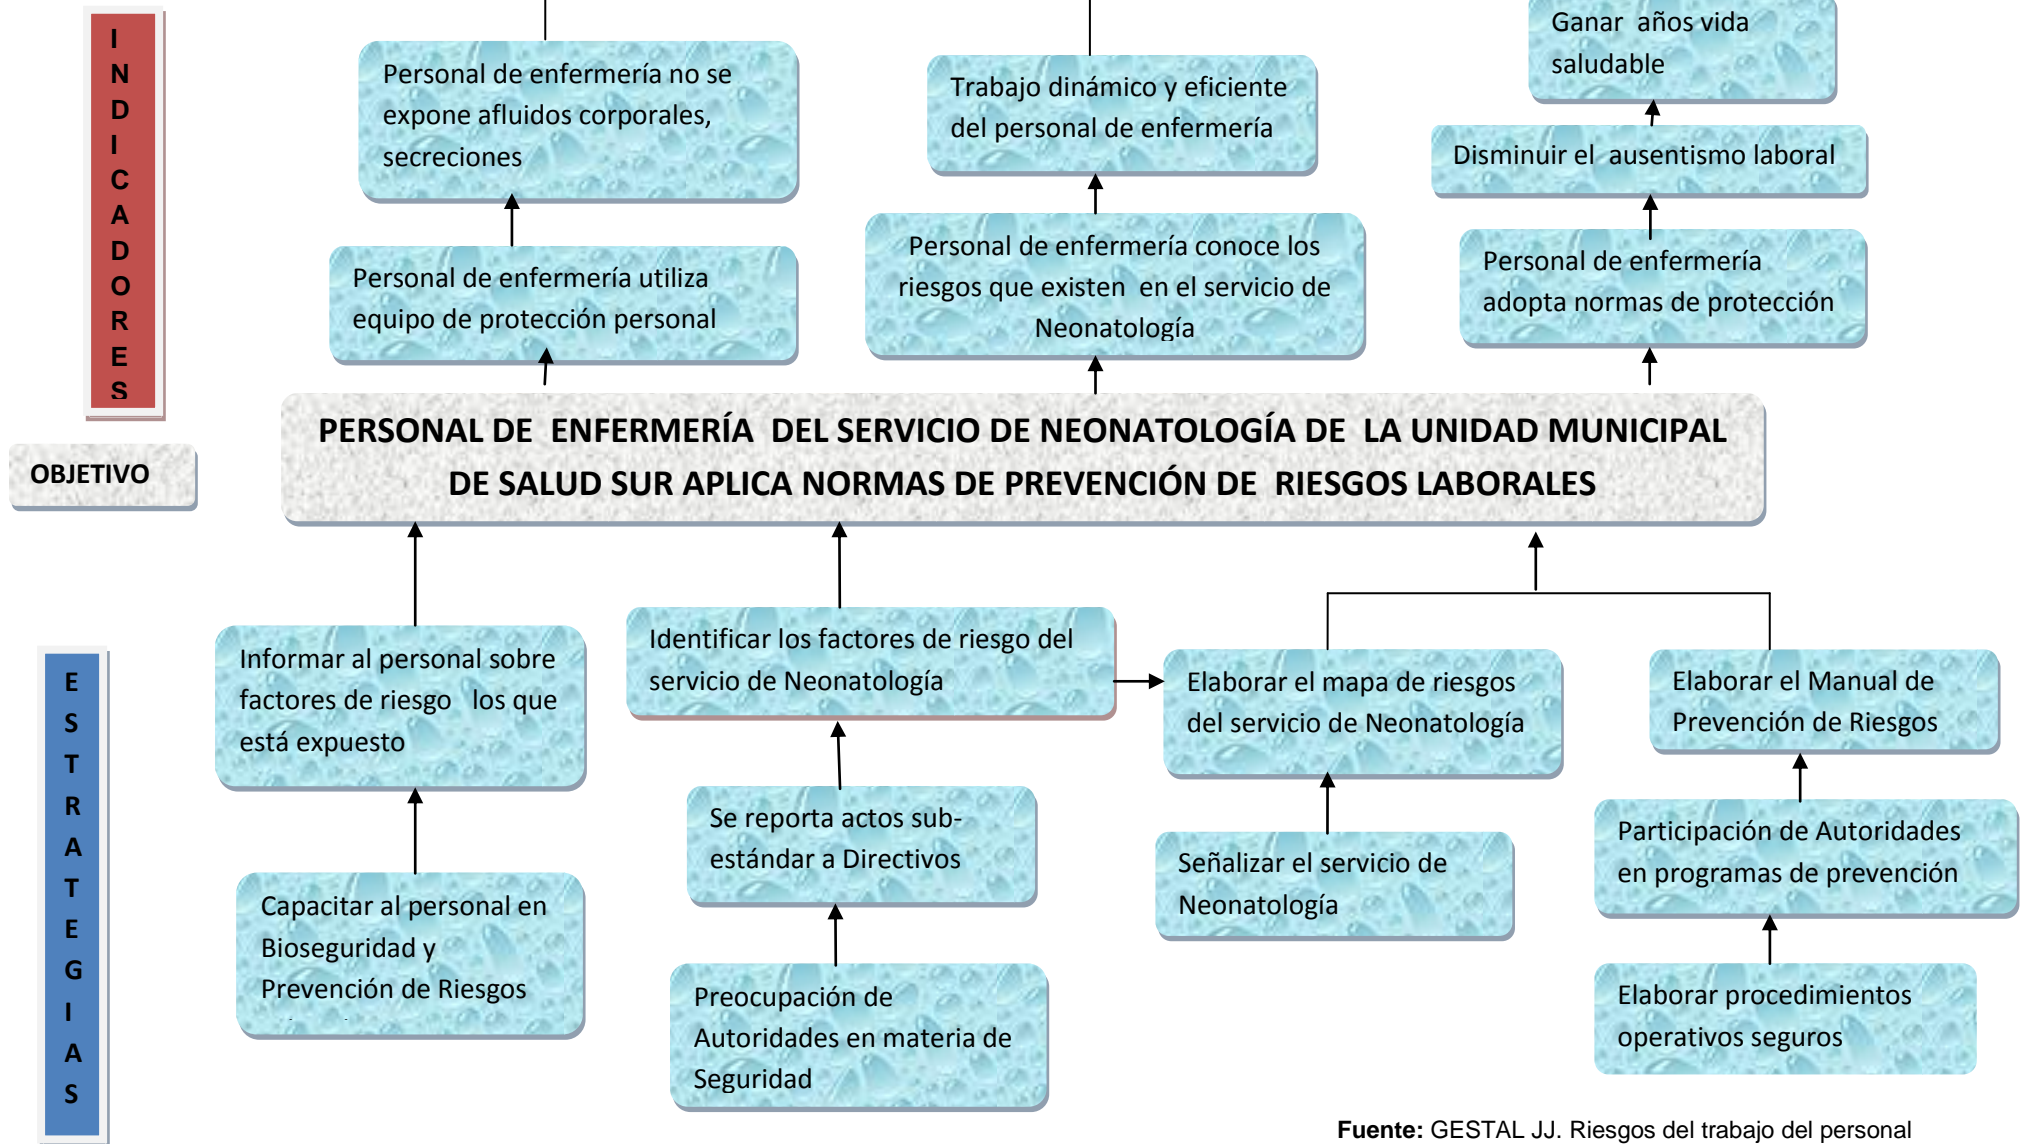 INDICADORES
Personal de enfermería no se
expone afluidos corporales,
secreciones
Trabajo dinámico y eficiente
del personal de enfermería
Ganar años vida
saludable
Disminuir el ausentismo laboral
Personal de enfermería utiliza
equipo de protección personal
Personal de enfermería conoce los
riesgos que existen en el servicio de
Neonatología
Personal de enfermería
adopta normas de protección
OBJETIVO
PERSONAL DE ENFERMERÍA DEL SERVICIO DE NEONATOLOGÍA DE LA UNIDAD MUNICIPAL
DE SALUD SUR APLICA NORMAS DE PREVENCIÓN DE RIESGOS LABORALES
ESTRATEGIAS
Informar al personal sobre
factores de riesgo los que
está expuesto
Identificar los factores de riesgo del
servicio de Neonatología
Elaborar el mapa de riesgos
del servicio de Neonatología
Elaborar el Manual de
Prevención de Riesgos
Se reporta actos sub-
estándar a Directivos
Señalizar el servicio de
Neonatología
Participación de Autoridades
en programas de prevención
Capacitar al personal en
Bioseguridad y
Prevención de Riesgos
Preocupación de
Autoridades en materia de
Seguridad
Elaborar procedimientos
operativos seguros
Fuente: GESTAL JJ. Riesgos del trabajo del personal